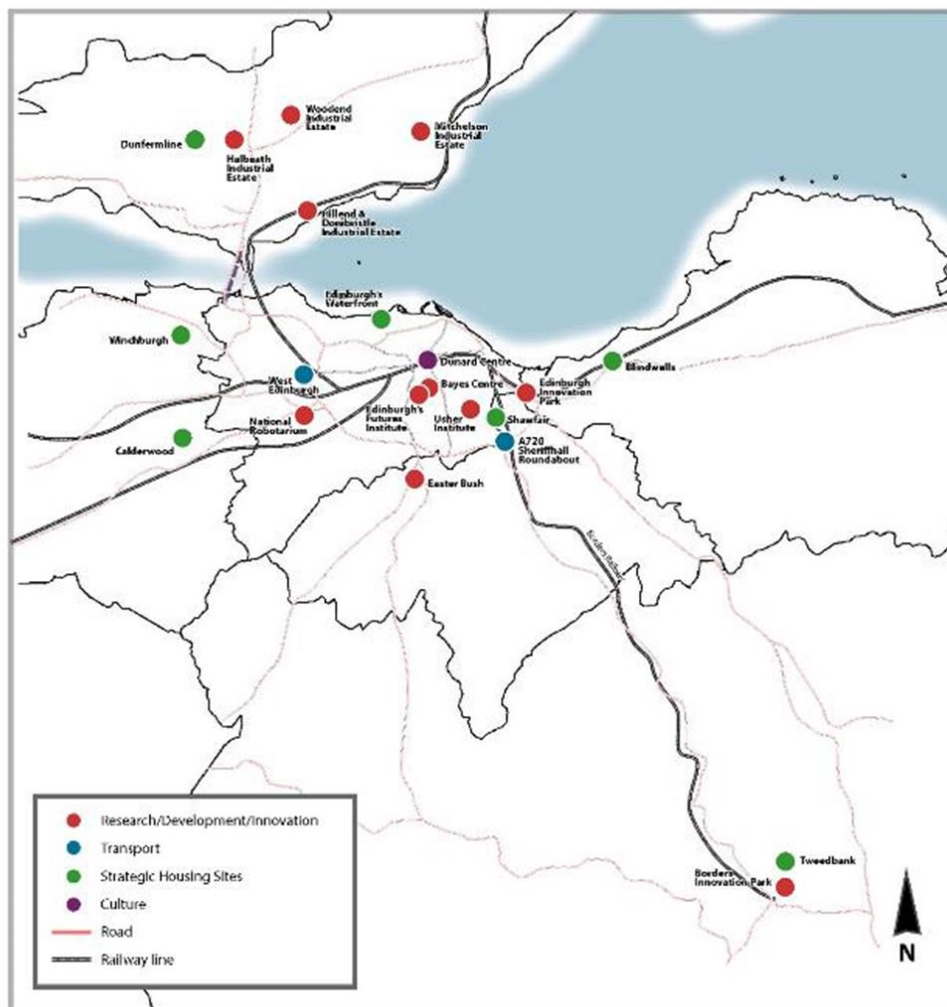 Woodend
Industrial
Estate
Mitchelson
Industrial
Estate
Dunfermline
Halbeath
Industrial
Estate
Hillend &
Donibristle
Industrial Estate
Edinburgh's
Waterfront
Winchburgh
Dunard Centre
Blindwells
West
Edinburgh
Bayes Centre
Edinburgh
Innovation
Park
Edinburgh's
Futures
Institute
National
Robotarium
Usher
Institute
Shawfair
Calderwood
A720
Sheriffhall
Roundabout
Easter Bush
Borders Railway
Tweedbank
Borders
Innovation Park
Research/Development/Innovation
Transport
Strategic Housing Sites
Culture
Road
Railway line
N